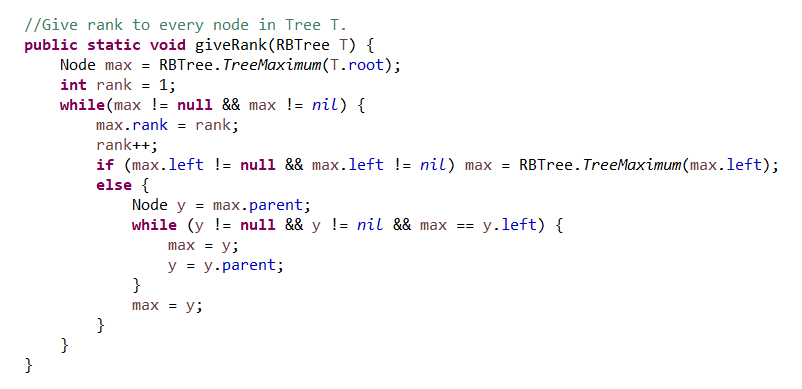 //Give rank to every node in Tree T.
public static void giveRank(RBTree T) {
    Node max = RBTree.TreeMaximum(T.root);
    int rank = 1;
    while(max != null && max != nil) {
        max.rank = rank;
        rank++;
        if (max.left != null && max.left != nil) max = RBTree.TreeMaximum(max.left);
        else {
            Node y = max.parent;
            while (y != null && y != nil && max == y.left) {
                max = y;
                y = y.parent;
            }
            max = y;
        }
    }
}